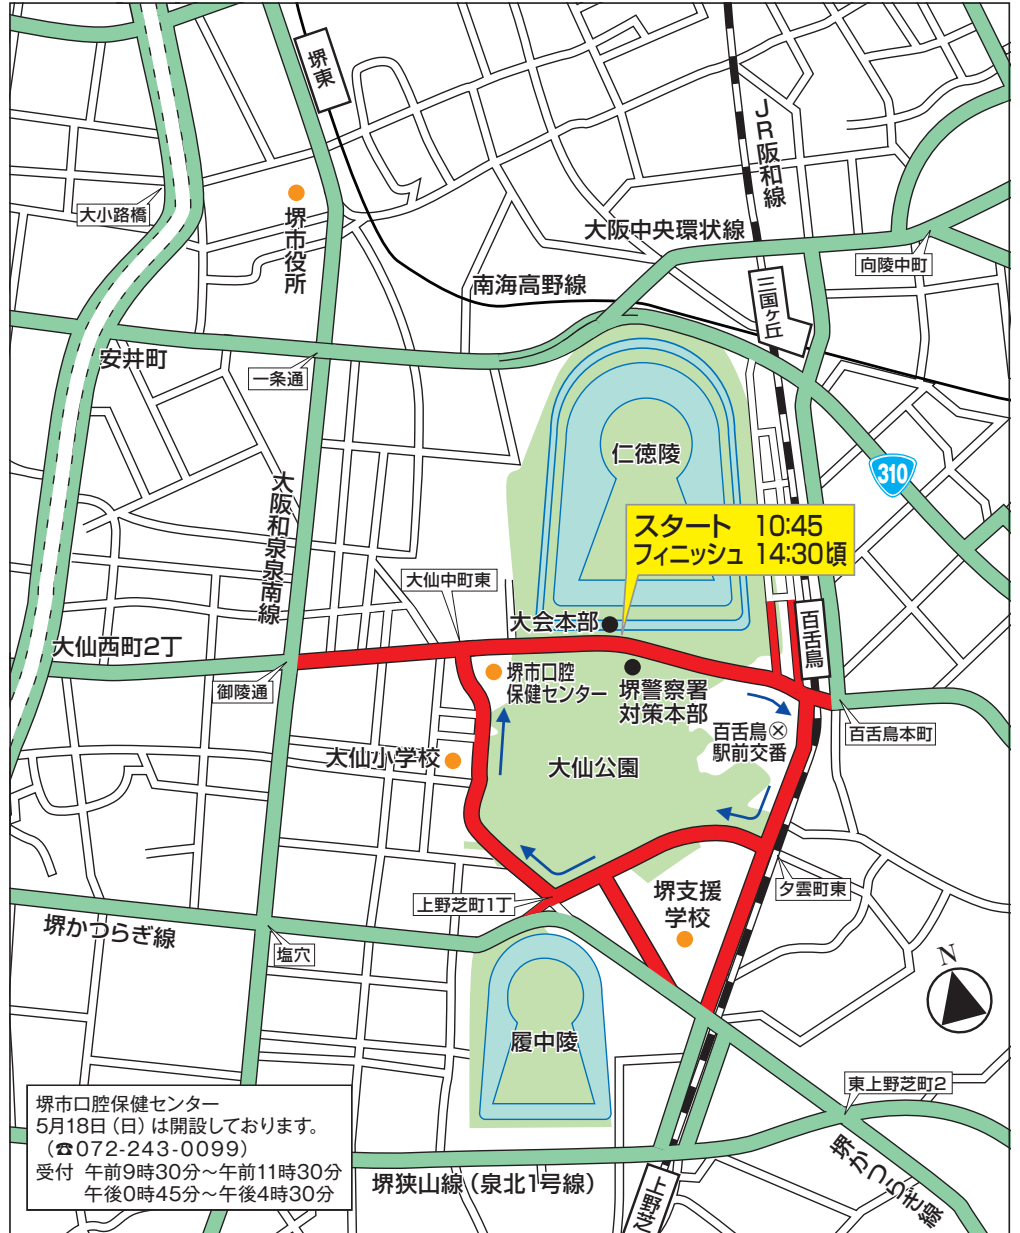 堺東
JR阪和線
大小路橋
堺市役所
大阪中央環状線
向陵中町
南海高野線
三国ヶ丘
安井町
一条通
仁徳陵
310
大阪和泉泉南線
スタート 10:45
フィニッシュ 14:30頃
大仙中町東
大会本部
百舌鳥
大仙西町2丁
御陵通
堺市口腔
保健センター
堺警察署
対策本部
百舌鳥
駅前交番
百舌鳥本町
大仙小学校
大仙公園
上野芝町1丁
堺支援
学校
夕雲町東
堺かつらぎ線
塩穴
N
履中陵
東上野芝町2
堺かつらぎ線
堺市口腔保健センター
5月18日(日)は開設しております。
(☎072-243-0099)
受付 午前9時30分~午前11時30分
午後0時45分~午後4時30分
堺狭山線(泉北1号線)
上野芝